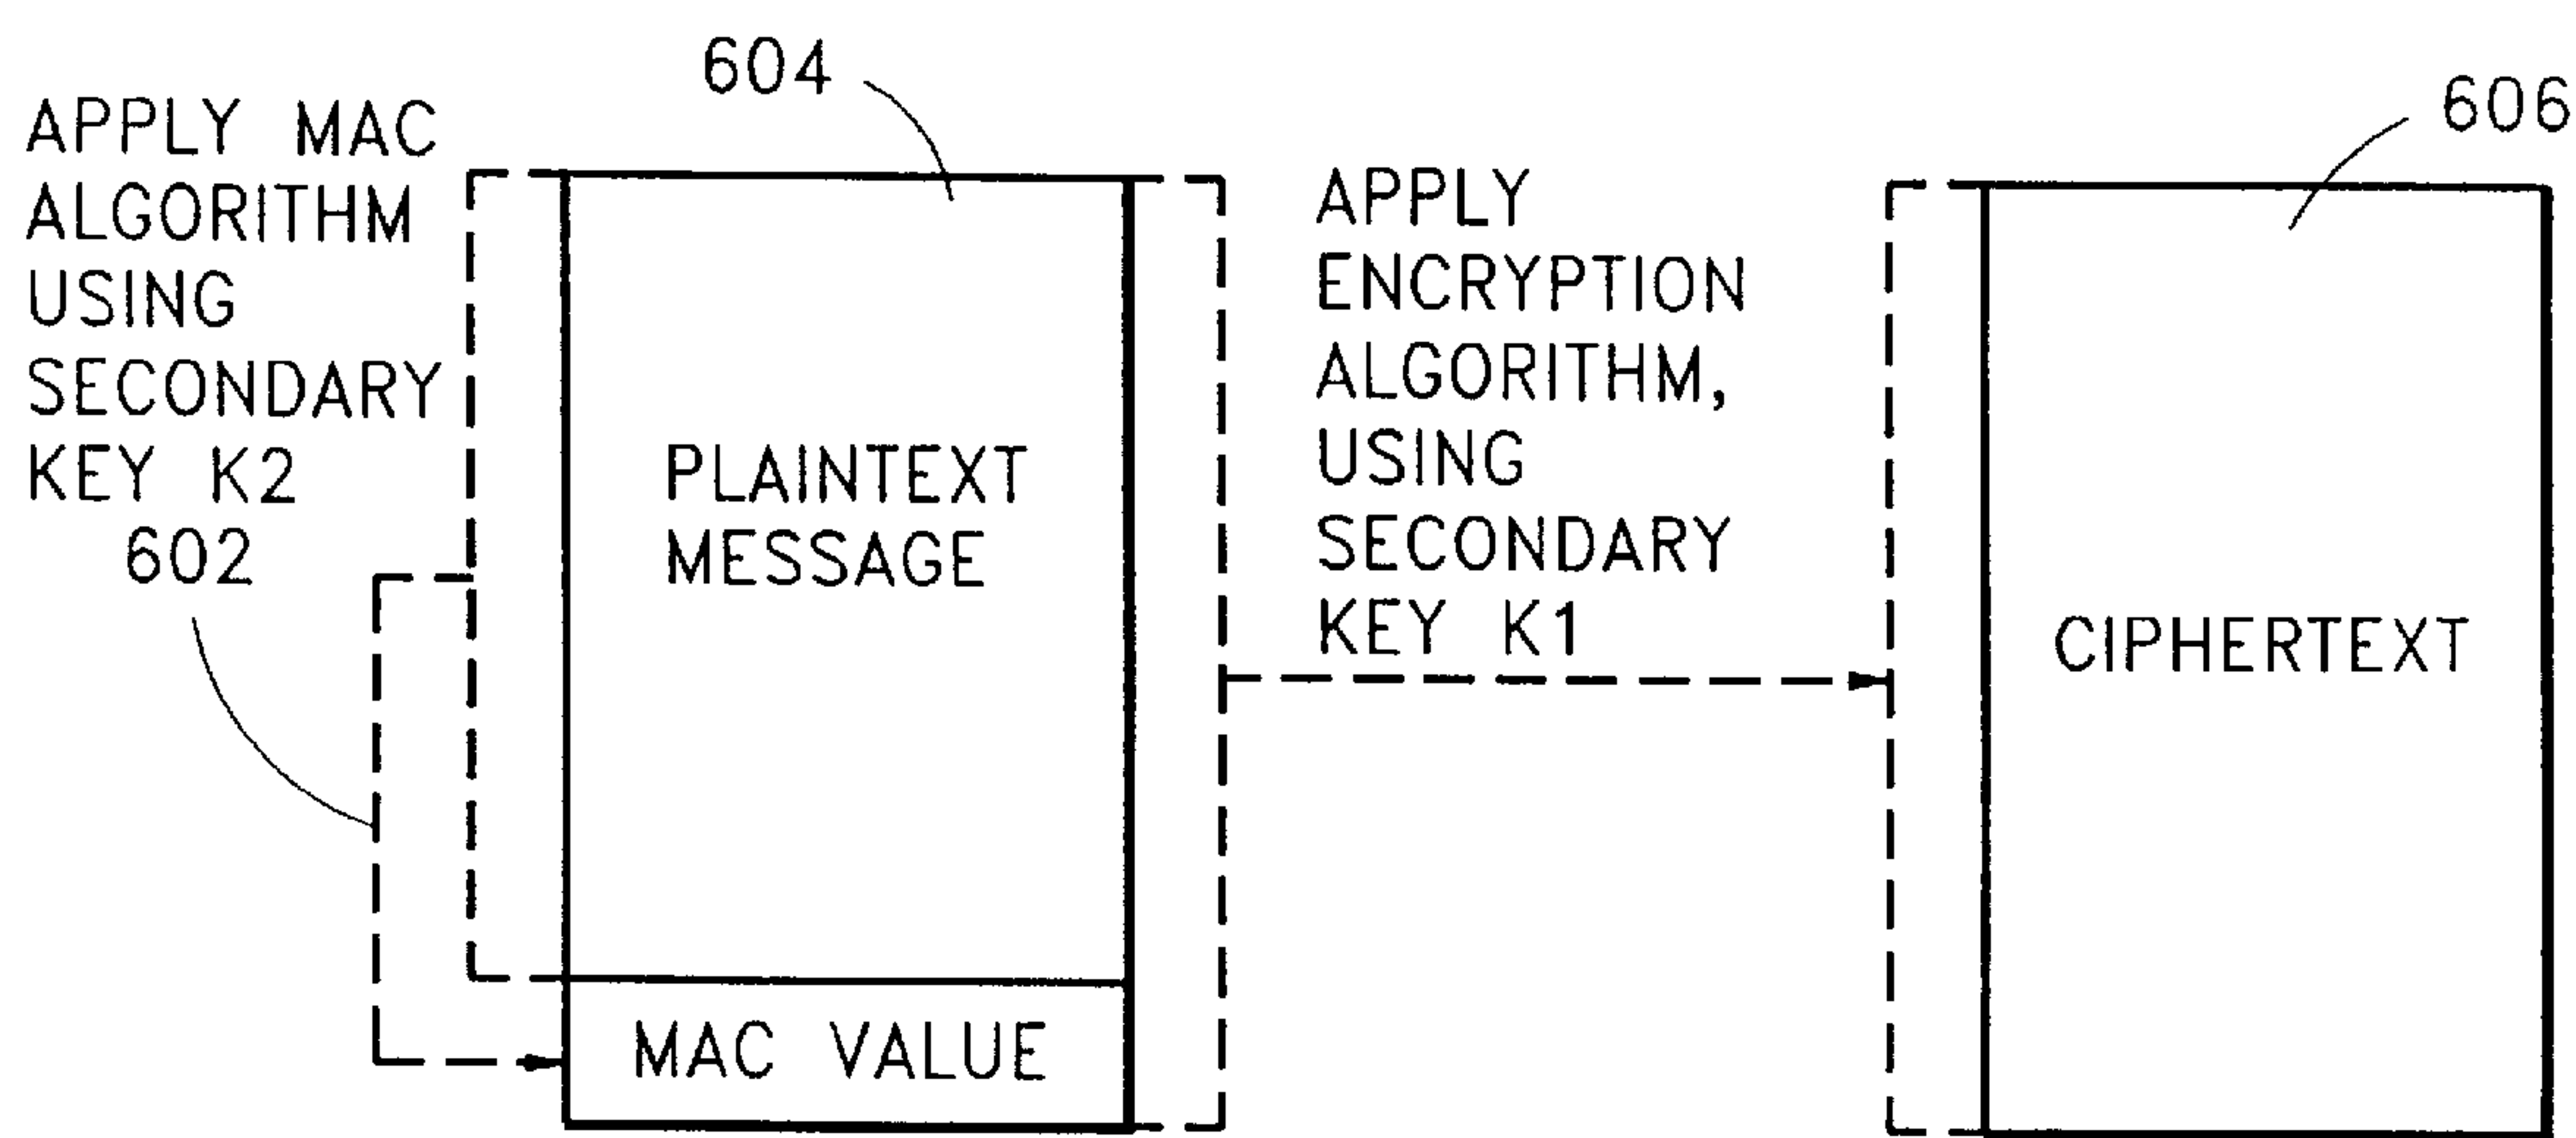 604
606
APPLY MAC
ALGORITHM
USING
SECONDARY
KEY K2
602
PLAINTEXT
MESSAGE
MAC VALUE
APPLY
ENCRYPTION
ALGORITHM,
USING
SECONDARY
KEY K1
CIPHERTEXT